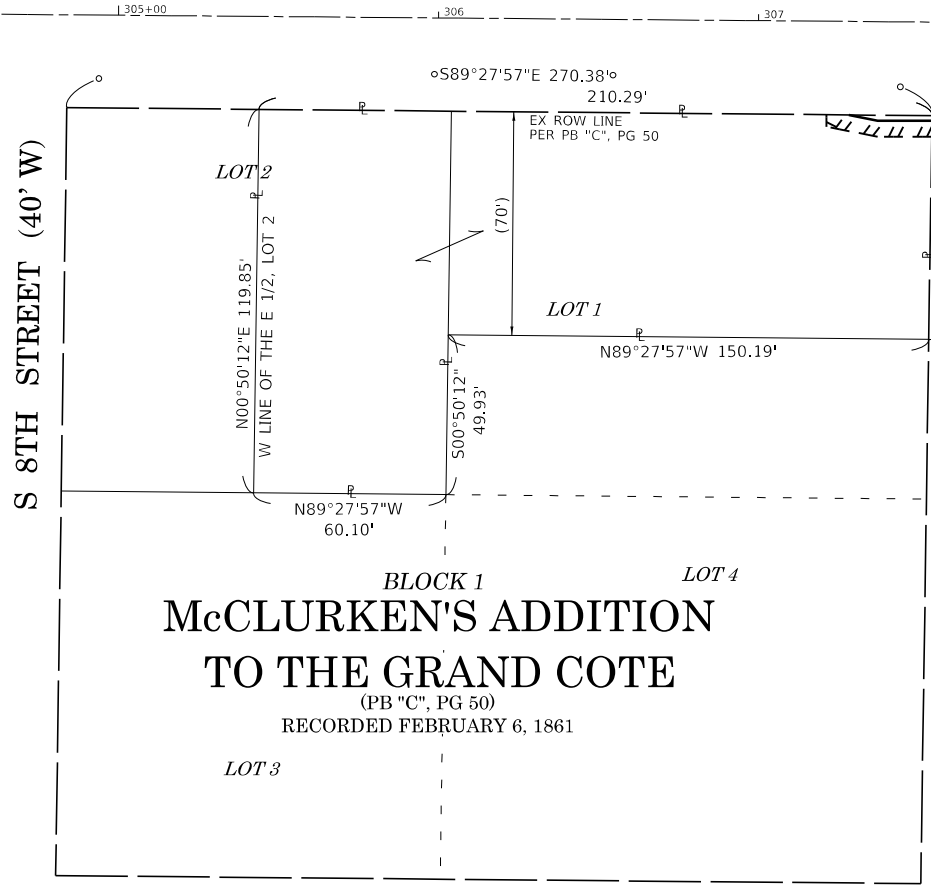 305+00
306
307
S89°27'57"E 270.38'
210.29'
EX ROW LINE
PER PB "C", PG 50
S 8TH STREET (40' W)
LOT 2
N00°50'12"E 119.85'
W LINE OF THE E 1/2, LOT 2
(70')
LOT 1
N89°27'57"W 150.19'
S00°50'12"
49.93'
N89°27'57"W
60.10'
BLOCK 1
LOT 4
McCLURKEN'S ADDITION
TO THE GRAND COTE
(PB "C", PG 50)
RECORDED FEBRUARY 6, 1861
LOT 3